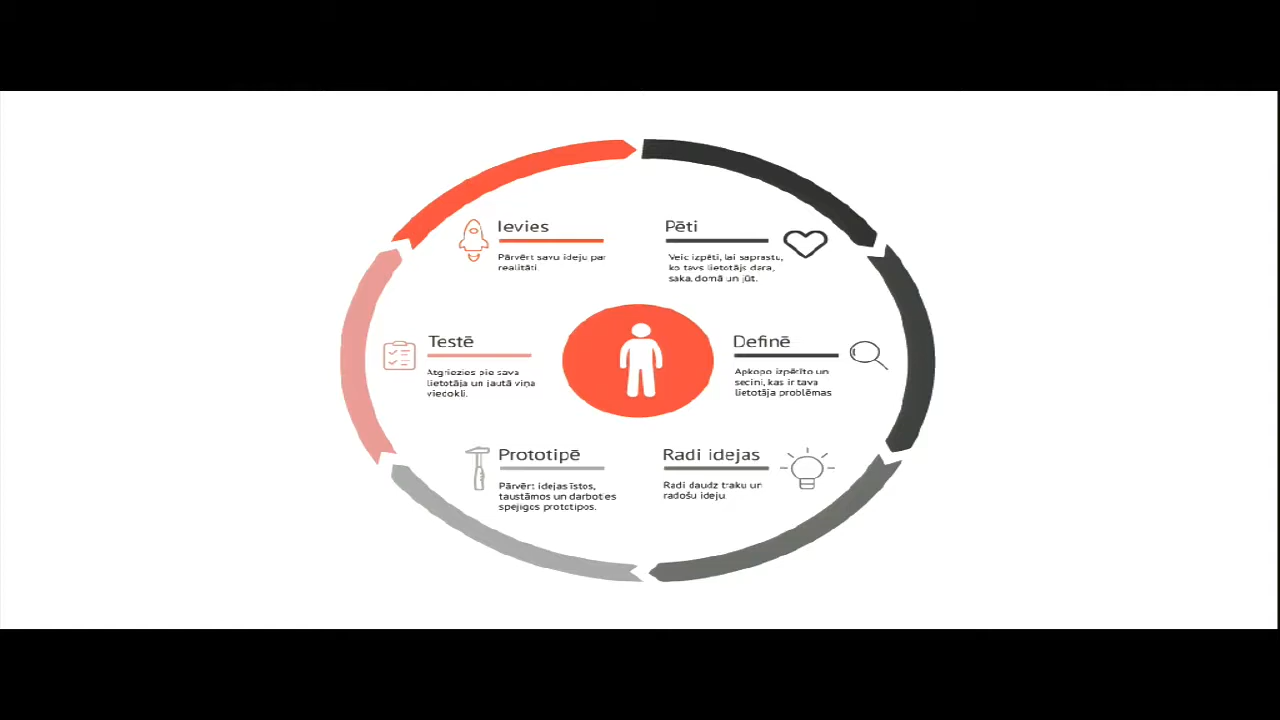 Ievies
Pārvērt savu ideju par
realitāti.
Pēti
Veic izpēti, lai saprastu,
ko tavs lietotājs dara,
saka, domā un jūt.
Testē
Atgriezies pie sava
lietotāja un jautā viņa
viedokli.
Definē
Apkopo izpētīto un
secini, kas ir tava
lietotāja problēmas
Prototipē
Pārvērt idejas īstos,
taustāmos un darboties
spējīgos prototipos.
Radi idejas
Radi daudz traku un
radošu ideju